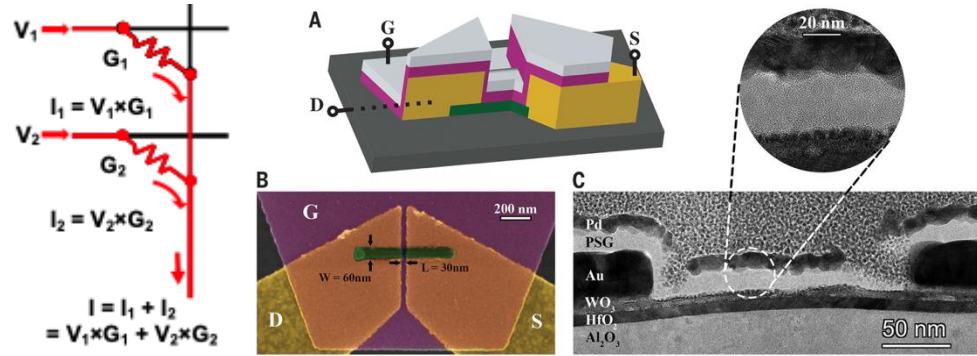 V₁
G₁
I₁ = V₁×G₁
V₂
G₂
I₂ = V₂×G₂
I = I₁ + I₂
= V₁×G₁ + V₂×G₂
A
G
S
D
B
G
200 nm
W = 60nm
L = 30nm
D
S
20 nm
C
Pd
PSG
Au
WO₃
HfO₂
Al₂O₃
50 nm